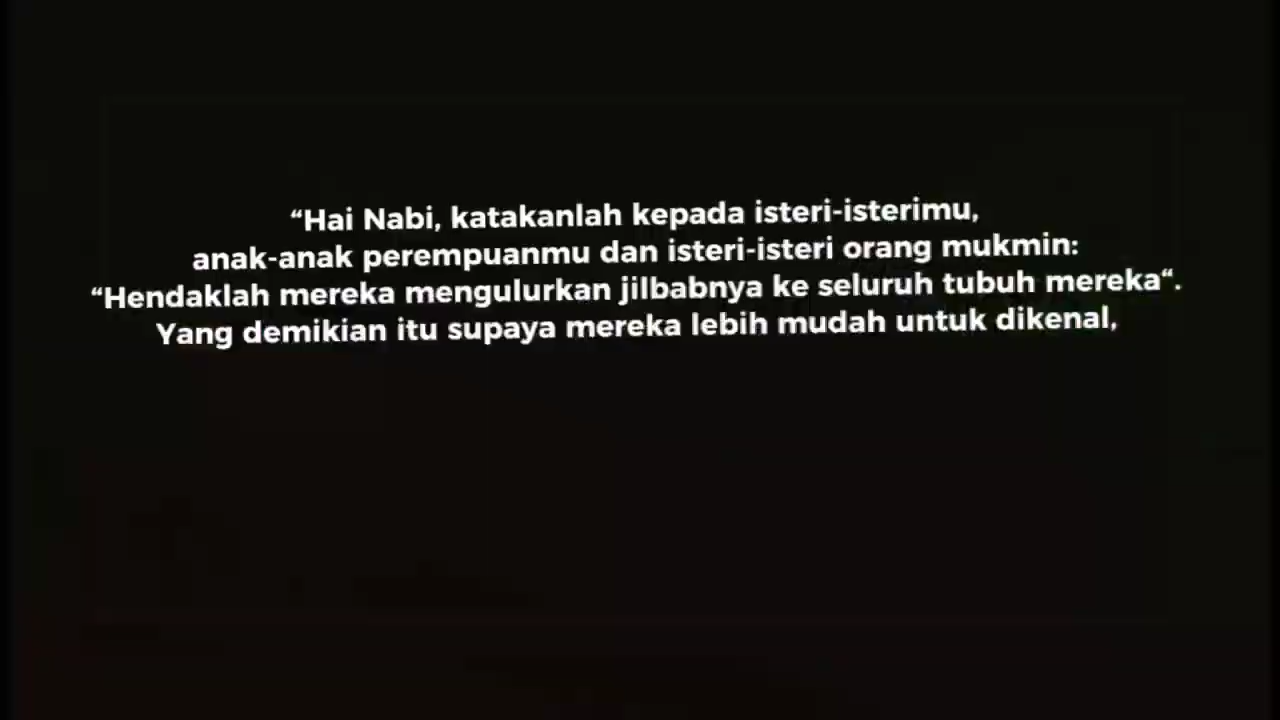 “Hai Nabi, katakanlah kepada isteri-isterimu,
anak-anak perempuanmu dan isteri-isteri orang mukmin:
“Hendaklah mereka mengulurkan jilbabnya ke seluruh tubuh mereka“.
Yang demikian itu supaya mereka lebih mudah untuk dikenal,